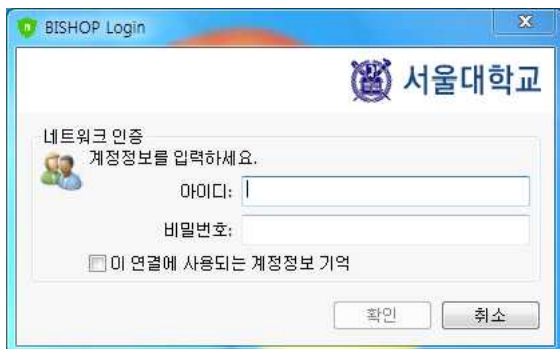 BISHOP Login
서울대학교
네트워크 인증
계정정보를 입력하세요.
아이디:
비밀번호:
이 연결에 사용되는 계정정보 기억
확인
취소